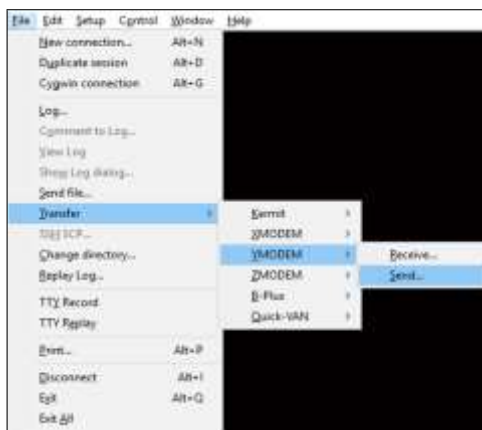 File Edit Setup Control Window Help
New connection... Alt+N
Duplicate session Alt+D
Cygwin connection Alt+G
Log...
Comment to Log...
View Log
Show Log dialog...
Send file...
Transfer
SSH SCP...
Change directory...
Replay Log...
TTY Record
TTY Replay
Print... Alt+P
Disconnect Alt+I
Exit Alt+Q
Exit All
Kermit
XMODEM
YMODEM
ZMODEM
B-Plus
Quick-VAN
Receive...
Send...